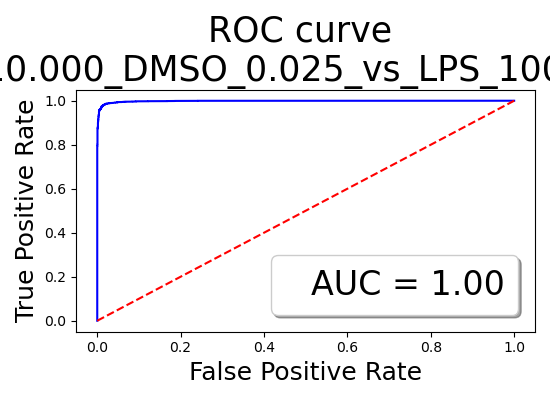 ROC curve
0.000_DMSO_0.025_vs_LPS_100
True Positive Rate
1.0
0.8
0.6
0.4
0.2
0.0
AUC = 1.00
0.0 0.2 0.4 0.6 0.8 1.0
False Positive Rate